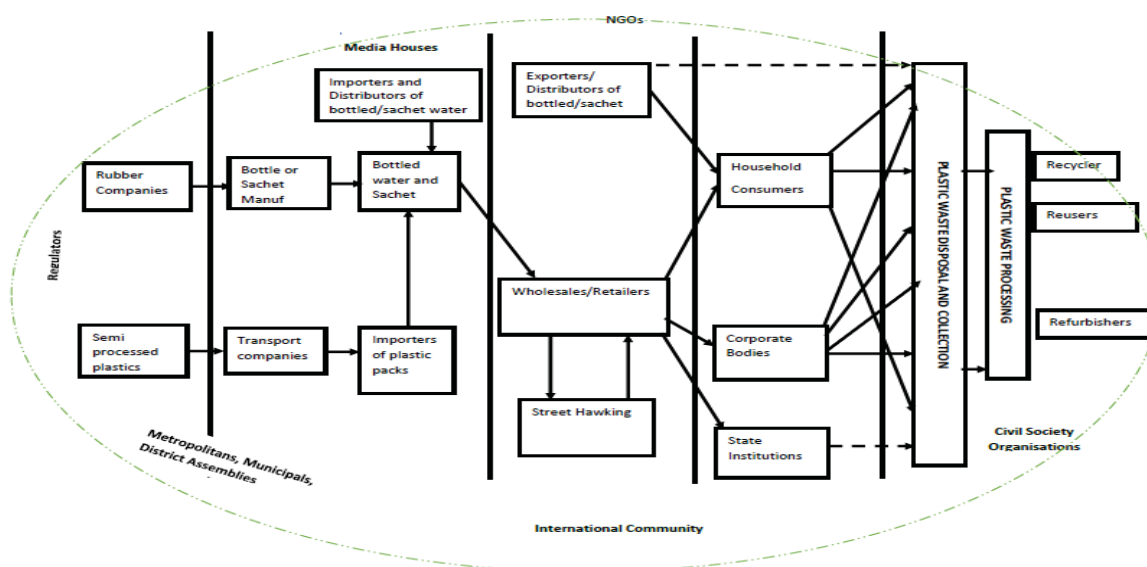 NGOs
Media Houses
Importers and
Distributors of
bottled/sachet water
Exporters/
Distributors of
bottled/sachet
Rubber
Companies
Bottle or
Sachet
Manuf
Bottled
water and
Sachet
Household
Consumers
PLASTIC WASTE DISPOSAL AND COLLECTION
PLASTIC WASTE PROCESSING
Recycler
Reusers
Refurbishers
Regulators
Wholesales/Retailers
Semi
processed
plastics
Transport
companies
Importers
of plastic
packs
Corporate
Bodies
Street Hawking
State
Institutions
Civil Society
Organisations
Metropolitans, Municipals,
District Assemblies
International Community